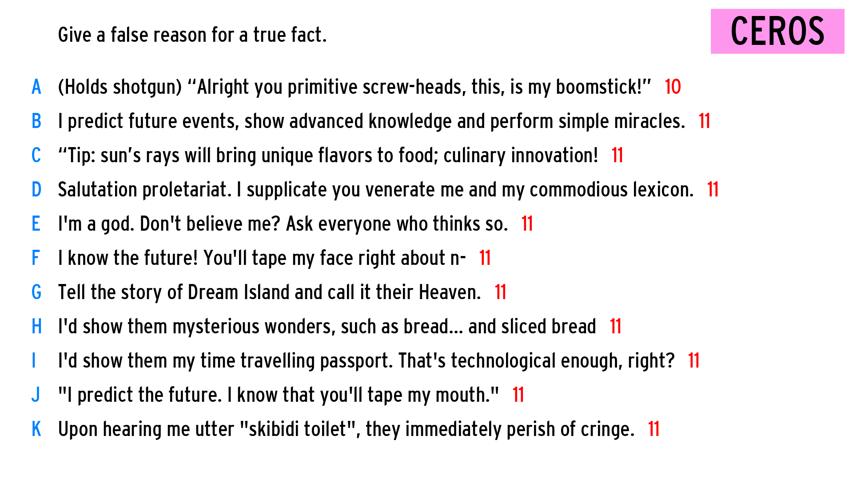 Give a false reason for a true fact.
CEROS
A (Holds shotgun) “Alright you primitive screw-heads, this, is my boomstick!” 10
B I predict future events, show advanced knowledge and perform simple miracles. 11
C “Tip: sun’s rays will bring unique flavors to food; culinary innovation! 11
D Salutation proletariat. I supplicate you venerate me and my commodious lexicon. 11
E I'm a god. Don't believe me? Ask everyone who thinks so. 11
F I know the future! You'll tape my face right about n- 11
G Tell the story of Dream Island and call it their Heaven. 11
H I'd show them mysterious wonders, such as bread... and sliced bread 11
I I'd show them my time travelling passport. That's technological enough, right? 11
J "I predict the future. I know that you'll tape my mouth." 11
K Upon hearing me utter "skibidi toilet", they immediately perish of cringe. 11